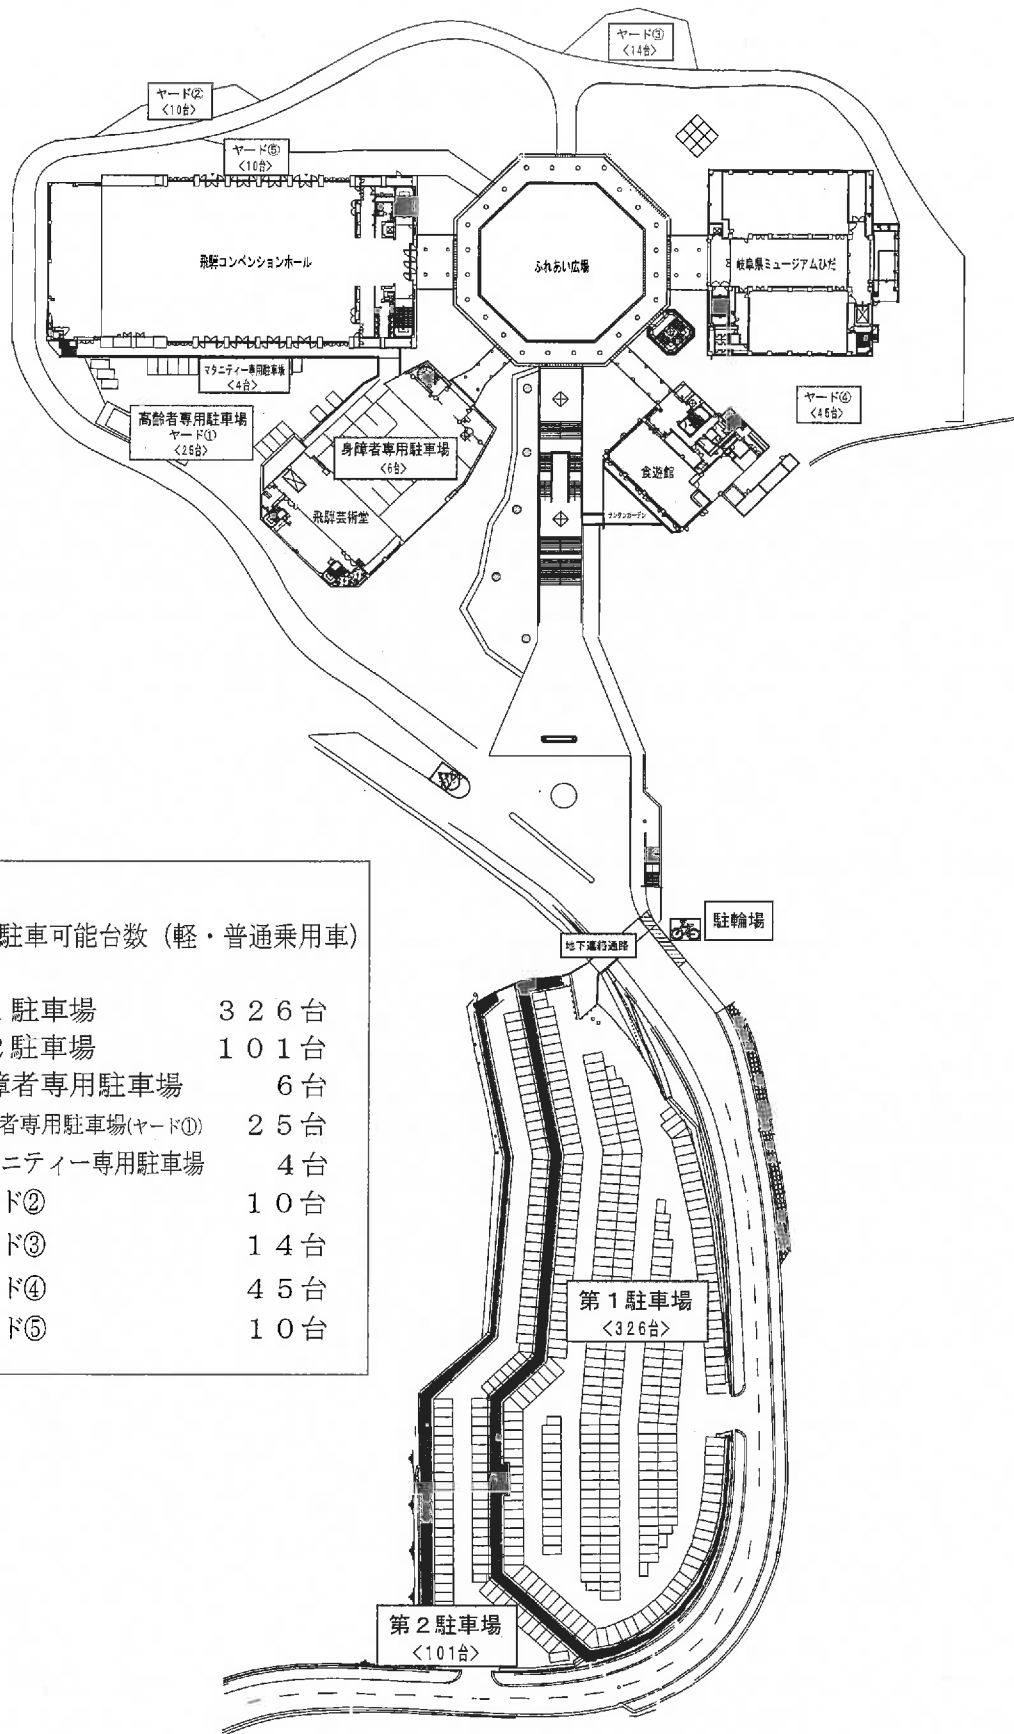 ヤード③
<14台>
ヤード②
<10台>
ヤード⑤
<10台>
飛騨コンベンションホール
ふれあい広場
岐阜県ミュージアムひだ
マタニティー専用駐車場
<4台>
ヤード④
<45台>
高齢者専用駐車場
ヤード①
<25台>
身障者専用駐車場
<6台>
食遊館
飛騨芸術堂
サンタンガーデン
駐輪場
地下連絡通路
駐車可能台数（軽・普通乗用車）
駐車場 326台
2駐車場 101台
障者専用駐車場 6台
者専用駐車場(ヤード①) 25台
ニティー専用駐車場 4台
ド② 10台
ド③ 14台
ド④ 45台
ド⑤ 10台
第1駐車場
<326台>
第2駐車場
<101台>